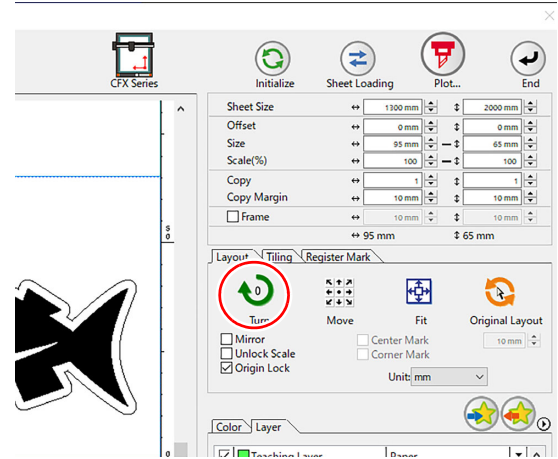 CFX Series
Initialize
Sheet Loading
Plot...
End
Sheet Size 1300 mm 2000 mm
Offset 0 mm 0 mm
Size 95 mm 65 mm
Scale(%) 100 100
Copy 1 1
Copy Margin 10 mm 10 mm
Frame 10 mm 10 mm
95 mm 65 mm
Layout Tiling Register Mark
0
Turn Move Fit Original Layout
Mirror Center Mark 10 mm
Unlock Scale Corner Mark
Origin Lock
Unit: mm
Color Layer
Teaching Layer Paper